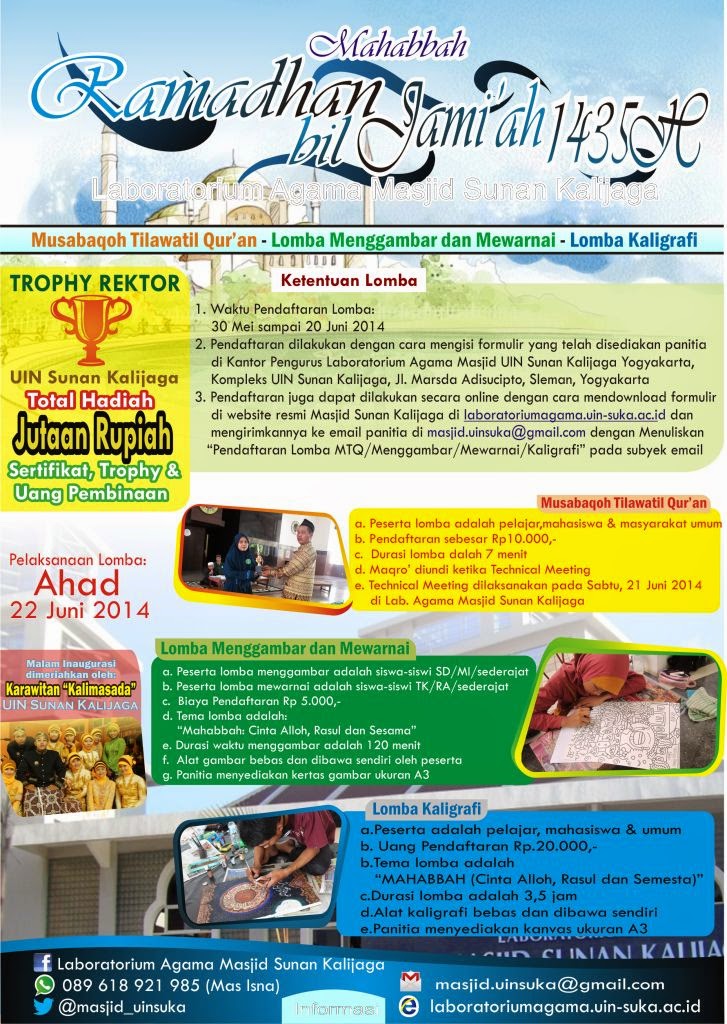 Mahabbah
Ramadhan
bil Jami'ah 1435H
Laboratorium Agama Masjid Sunan Kalijaga
Musabaqoh Tilawatil Qur'an - Lomba Menggambar dan Mewarnai - Lomba Kaligrafi
TROPHY REKTOR
UIN Sunan Kalijaga
Total Hadiah
Jutaan Rupiah
Sertifikat, Trophy &
Uang Pembinaan
Ketentuan Lomba
1. Waktu Pendaftaran Lomba:
30 Mei sampai 20 Juni 2014
2. Pendaftaran dilakukan dengan cara mengisi formulir yang telah disediakan panitia
di Kantor Pengurus Laboratorium Agama Masjid UIN Sunan Kalijaga Yogyakarta,
Kompleks UIN Sunan Kalijaga, Jl. Marsda Adisucipto, Sleman, Yogyakarta
3. Pendaftaran juga dapat dilakukan secara online dengan cara mendownload formulir
di website resmi Masjid Sunan Kalijaga di laboratoriumagama.uin-suka.ac.id dan
mengirimkannya ke email panitia di masjid.uinsuka@gmail.com dengan Menuliskan
"Pendaftaran Lomba MTQ/Menggambar/Mewarnai/Kaligrafi" pada subyek email
Musabaqoh Tilawatil Qur'an
a. Peserta lomba adalah pelajar,mahasiswa & masyarakat umum
b. Pendaftaran sebesar Rp10.000,-
c. Durasi lomba dalah 7 menit
d. Maqro' diundi ketika Technical Meeting
e. Technical Meeting dilaksanakan pada Sabtu, 21 Juni 2014
di Lab. Agama Masjid Sunan Kalijaga
Pelaksanaan Lomba:
Ahad
22 Juni 2014
Lomba Menggambar dan Mewarnai
a. Peserta lomba menggambar adalah siswa-siswi SD/MI/sederajat
b. Peserta lomba mewarnai adalah siswa-siswi TK/RA/sederajat
c. Biaya Pendaftaran Rp 5.000,-
d. Tema lomba adalah:
"Mahabbah: Cinta Alloh, Rasul dan Sesama"
e. Durasi waktu menggambar adalah 120 menit
f. Alat gambar bebas dan dibawa sendiri oleh peserta
g. Panitia menyediakan kertas gambar ukuran A3
Malam Inaugurasi
dimeriahkan oleh:
Karawitan "Kalimasada"
UIN SUNAN KALIJAGA
Lomba Kaligrafi
a.Peserta adalah pelajar, mahasiswa & umum
b. Uang Pendaftaran Rp.20.000,-
b.Tema lomba adalah
"MAHABBAH (Cinta Alloh, Rasul dan Semesta)"
c.Durasi lomba adalah 3,5 jam
d.Alat kaligrafi bebas dan dibawa sendiri
e.Panitia menyediakan kanvas ukuran A3
SUNAN
Laboratorium Agama Masjid Sunan Kalijaga
089 618 921 985 (Mas Isna)
@masjid_uinsuka
Informasi
masjid.uinsuka@gmail.com
laboratoriumagama.uin-suka.ac.id